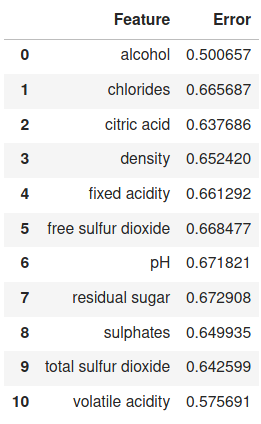 Feature Error
0 alcohol 0.500657
1 chlorides 0.665687
2 citric acid 0.637686
3 density 0.652420
4 fixed acidity 0.661292
5 free sulfur dioxide 0.668477
6 pH 0.671821
7 residual sugar 0.672908
8 sulphates 0.649935
9 total sulfur dioxide 0.642599
10 volatile acidity 0.575691